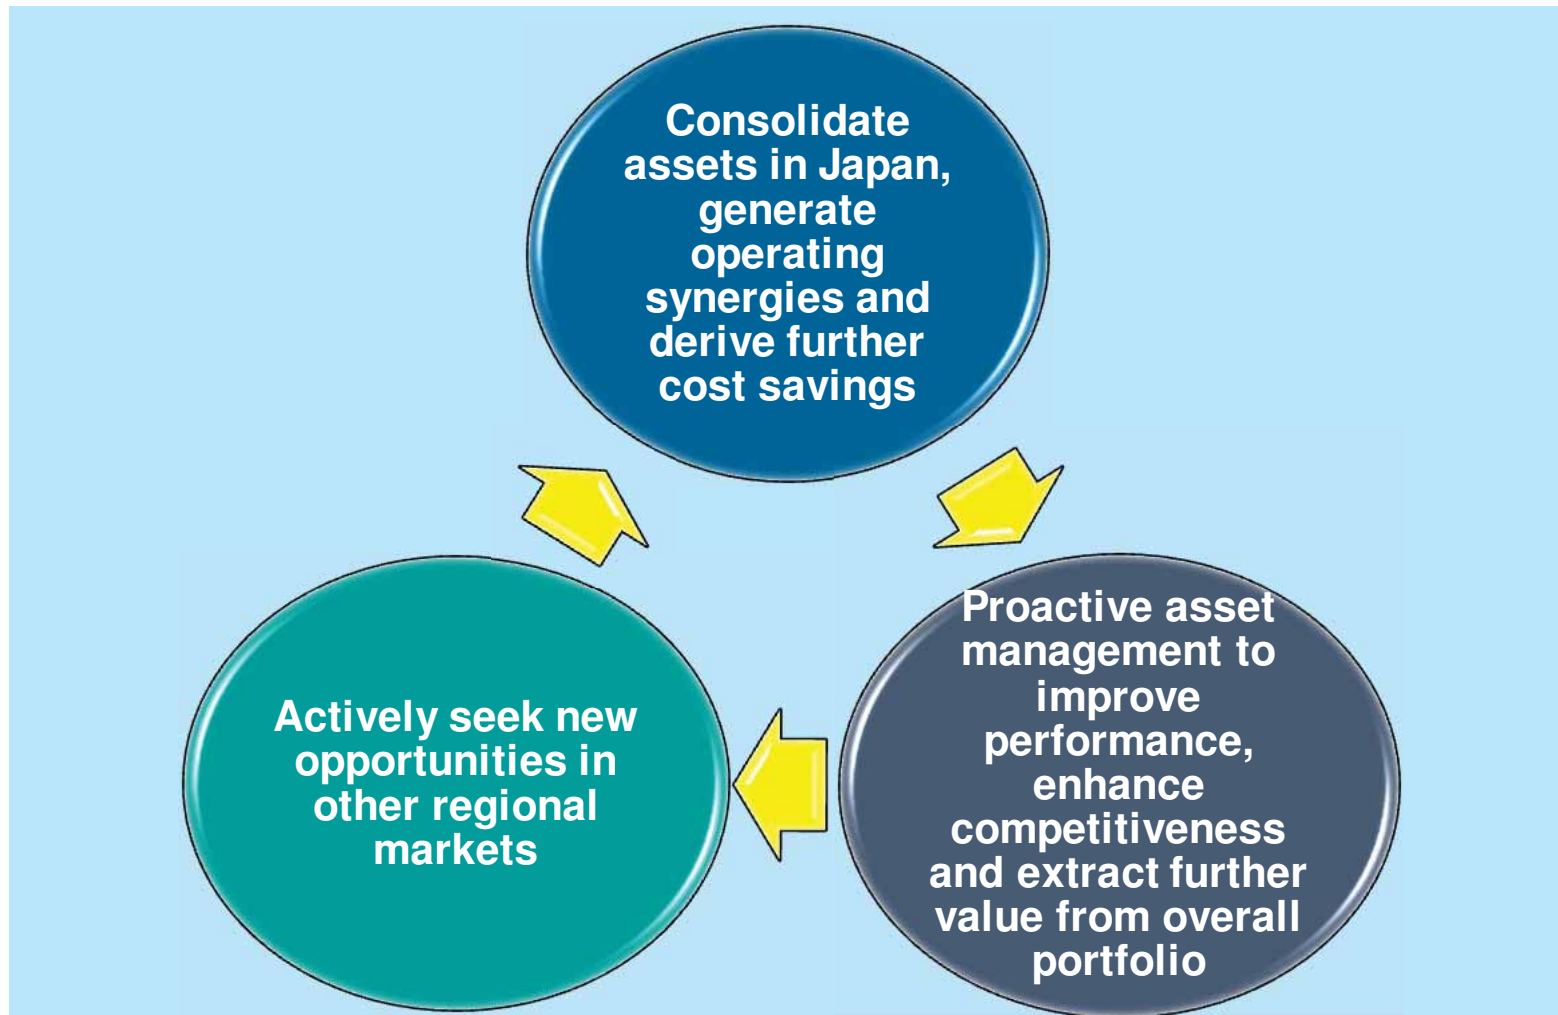 Consolidate
assets in Japan,
generate
operating
synergies and
derive further
cost savings
Proactive asset
management to
improve
performance,
enhance
competitiveness
and extract further
value from overall
portfolio
Actively seek new
opportunities in
other regional
markets